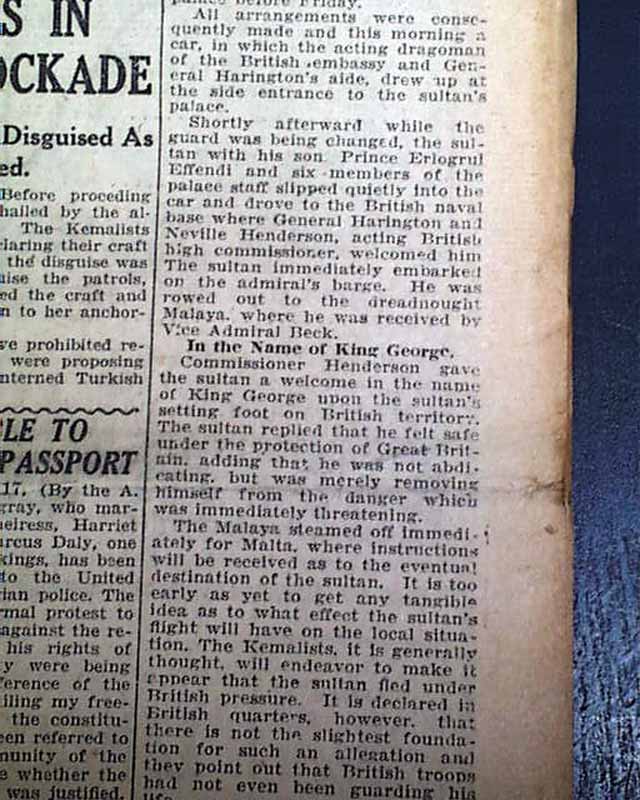 S IN
OCKADE
Disguised As
ed.
Before proceding
hailed by the al-
The Kemalists
claring their craft
the disguise was
uise the patrols,
ed the craft and
n to her anchor-
ve prohibited re-
were proposing
nterned Turkish
LE TO
PASSPORT
17, (By the A.
gray, who mar-
heiress, Harriet
arcus Daly, one
kings, has been
to the United
rian police. The
rmal protest to
against the re-
his rights of
y were being
ference of the
iling my free-
the constitu-
een referred to
munity of the
e whether the
was justified.
palace before Friday.
All arrangements were conse-
quently made and this morning a
car, in which the acting dragoman
of the British embassy and Gen-
eral Harington's aide, drew up at
the side entrance to the sultan's
palace.
Shortly afterward while the
guard was being changed, the sul-
tan with his son. Prince Erlogrul
Effendi and six members of the
palace staff slipped quietly into the
car and drove to the British naval
base where General Harington and
Neville Henderson, acting British
high commissioner, welcomed him
The sultan immediately embarked
on the admiral's barge. He was
rowed out to the dreadnought
Malaya, where he was received by
Vice Admiral Beck.
In the Name of King George.
Commissioner Henderson gave
the sultan a welcome in the name
of King George upon the sultan's
setting foot on British territory.
The sultan replied that he felt safe
under the protection of Great Brit-
ain, adding that he was not abdi-
cating, but was merely removing
himself from the danger which
was immediately threatening.
The Malaya steamed off immedi-
ately for Malta, where instructions
will be received as to the eventual
destination of the sultan. It is too
early as yet to get any tangible
idea as to what effect the sultan's
flight will have on the local situa-
tion. The Kemalists, it is generally
thought, will endeavor to make it
appear that the sultan fled under
British pressure. It is declared in
British quarters, however, that
there is not the slightest founda-
tion for such an allegation and
they point out that British troops
had not even been guarding his